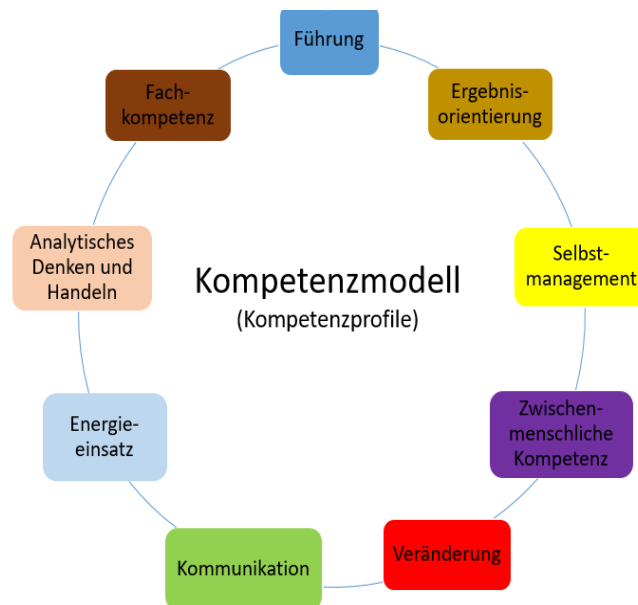 Führung
Ergebnis-
orientierung
Selbst-
management
Zwischen-
menschliche
Kompetenz
Veränderung
Kommunikation
Energie-
einsatz
Analytisches
Denken und
Handeln
Fach-
kompetenz
Kompetenzmodell
(Kompetenzprofile)